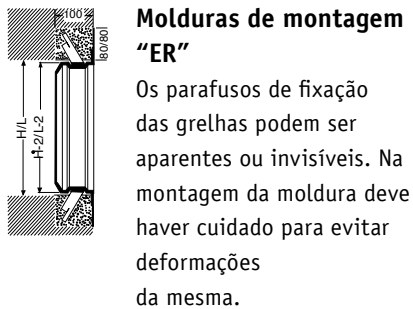 100
80/80
H/L
H-2/L-2
Molduras de montagem
“ER”
Os parafusos de fixação
das grelhas podem ser
aparentes ou invisíveis. Na
montagem da moldura deve
haver cuidado para evitar
deformações
da mesma.